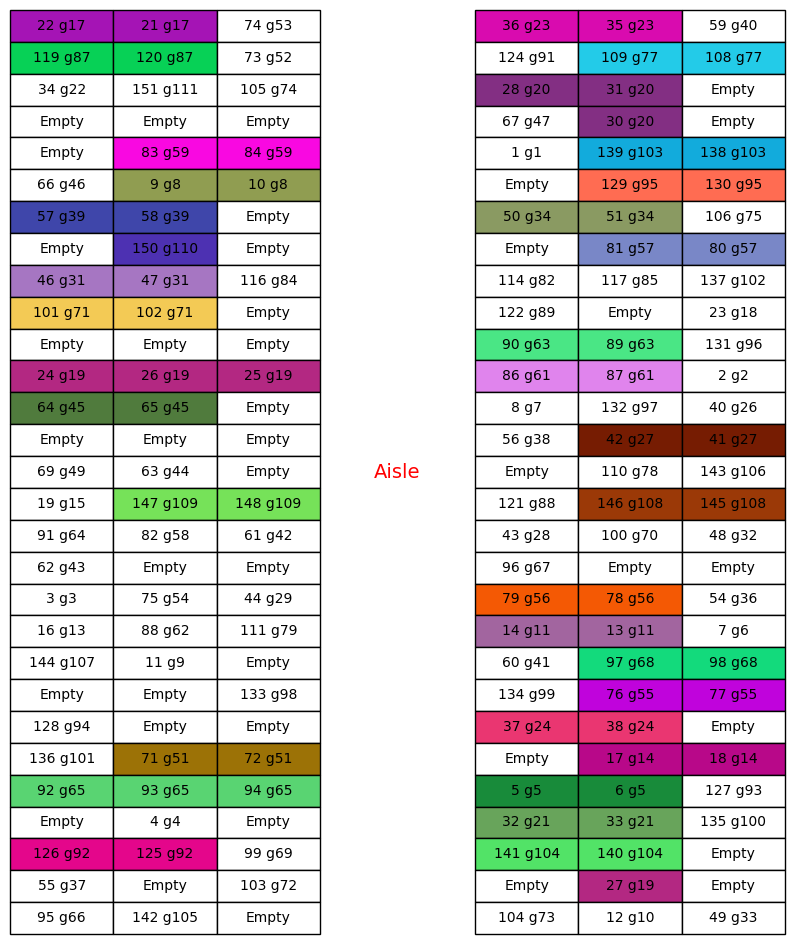 22 g17 21 g17 74 g53 36 g23 35 g23 59 g40
119 g87 120 g87 73 g52 124 g91 109 g77 108 g77
34 g22 151 g111 105 g74 28 g20 31 g20 Empty
Empty Empty Empty 67 g47 30 g20 Empty
Empty 83 g59 84 g59 1 g1 139 g103 138 g103
66 g46 9 g8 10 g8 Empty 129 g95 130 g95
57 g39 58 g39 Empty 50 g34 51 g34 106 g75
Empty 150 g110 Empty Empty 81 g57 80 g57
46 g31 47 g31 116 g84 114 g82 117 g85 137 g102
101 g71 102 g71 Empty 122 g89 Empty 23 g18
Empty Empty Empty 90 g63 89 g63 131 g96
24 g19 26 g19 25 g19 86 g61 87 g61 2 g2
64 g45 65 g45 Empty 8 g7 132 g97 40 g26
Empty Empty Empty 56 g38 42 g27 41 g27
69 g49 63 g44 Empty Aisle Empty 110 g78 143 g106
19 g15 147 g109 148 g109 121 g88 146 g108 145 g108
91 g64 82 g58 61 g42 43 g28 100 g70 48 g32
62 g43 Empty Empty 96 g67 Empty Empty
3 g3 75 g54 44 g29 79 g56 78 g56 54 g36
16 g13 88 g62 111 g79 14 g11 13 g11 7 g6
144 g107 11 g9 Empty 60 g41 97 g68 98 g68
Empty Empty 133 g98 134 g99 76 g55 77 g55
128 g94 Empty Empty 37 g24 38 g24 Empty
136 g101 71 g51 72 g51 Empty 17 g14 18 g14
92 g65 93 g65 94 g65 5 g5 6 g5 127 g93
Empty 4 g4 Empty 32 g21 33 g21 135 g100
126 g92 125 g92 99 g69 141 g104 140 g104 Empty
55 g37 Empty 103 g72 Empty 27 g19 Empty
95 g66 142 g105 Empty 104 g73 12 g10 49 g33